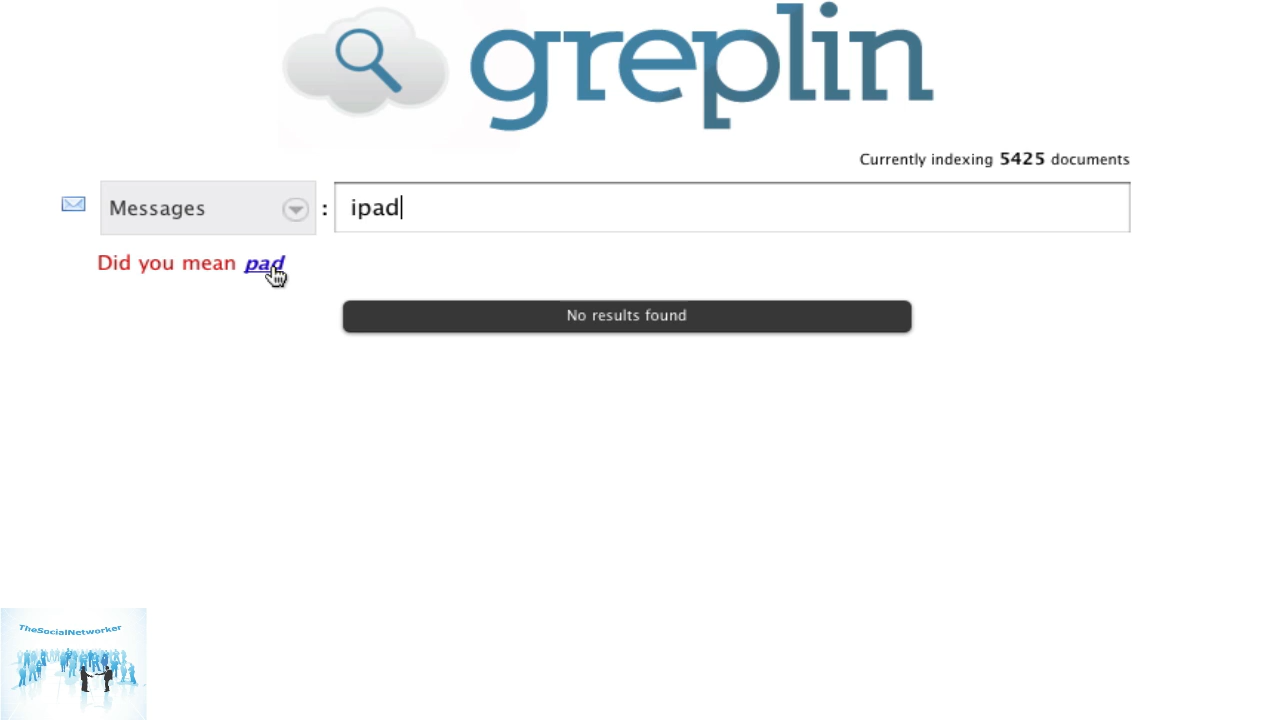 greplin
Currently indexing 5425 documents
Messages : ipad
Did you mean pad
No results found
TheSocialNetworker